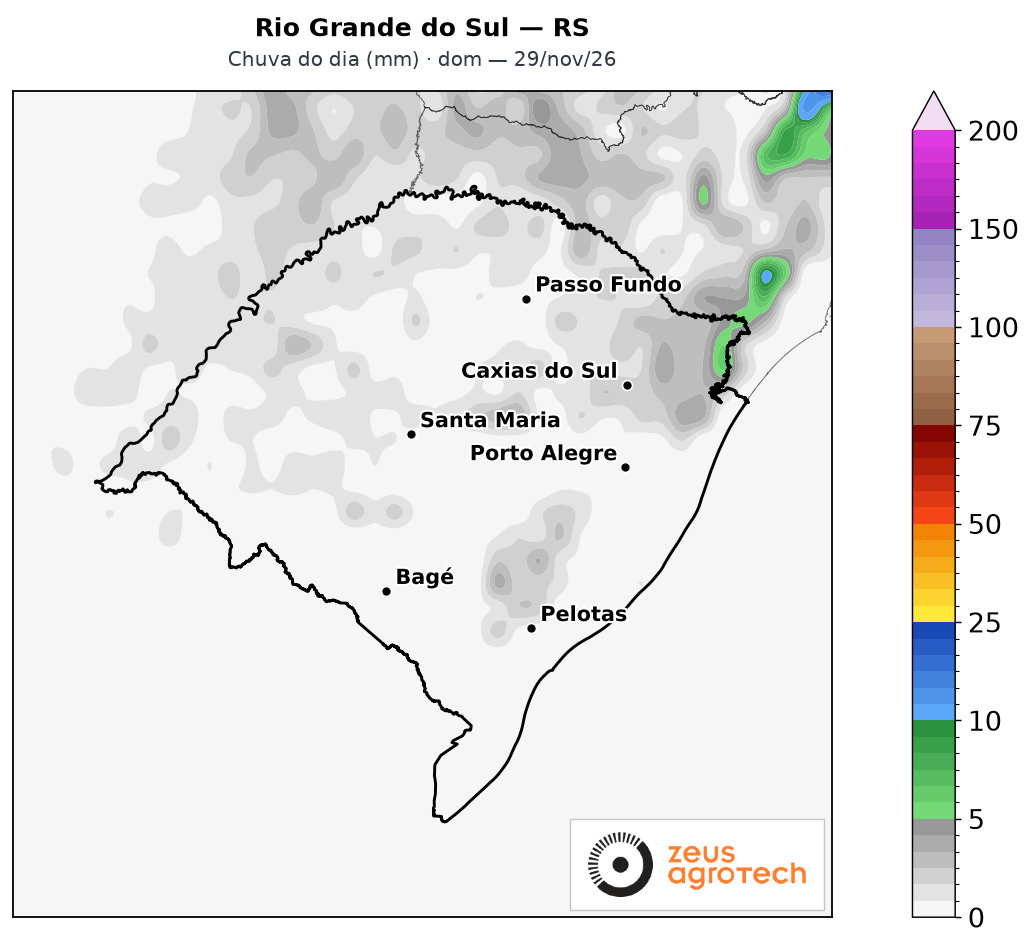 Rio Grande do Sul — RS
Chuva do dia (mm) · dom — 29/nov/26
Passo Fundo
Caxias do Sul
Santa Maria
Porto Alegre
Bagé
Pelotas
200
150
100
75
50
25
10
5
0
zeus
agrotech